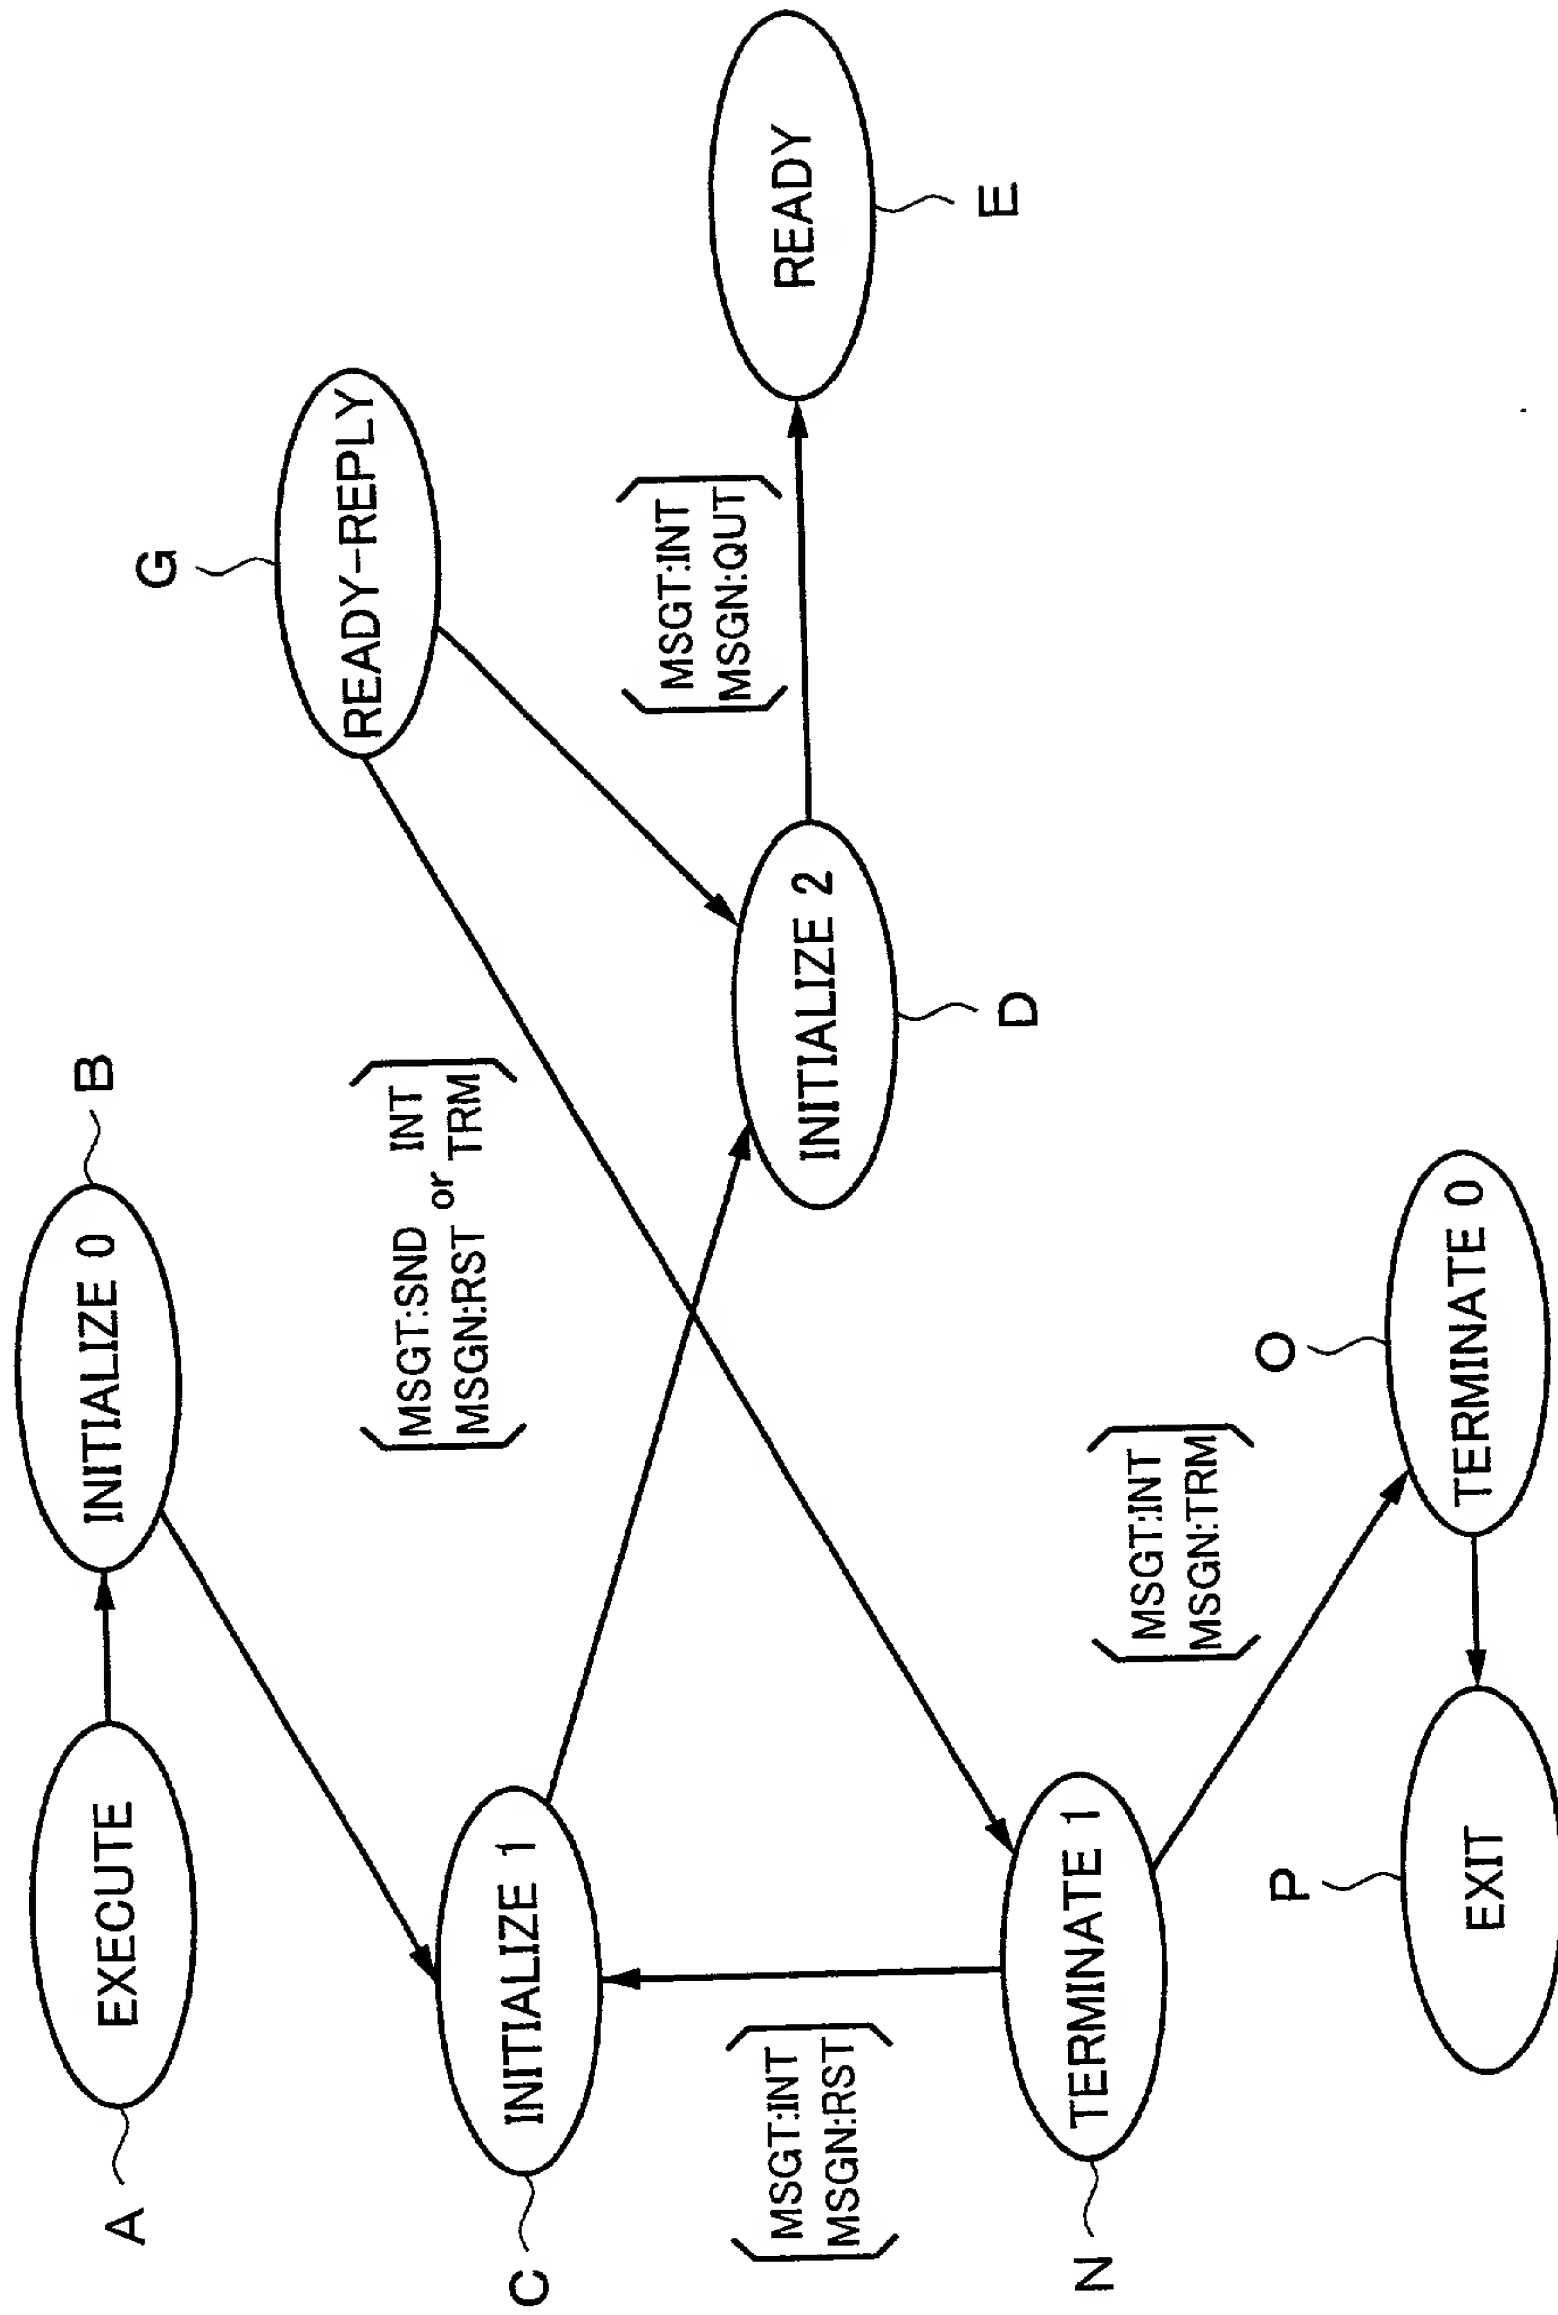 A
EXECUTE
INITIALIZE 0
B
C
INITIALIZE 1
MSGT:SND INT
or
MSGN:RST TRM
READY-REPLY
G
INITIALIZE 2
D
MSGT:INT
MSGN:QUT
READY
E
MSGT:INT
MSGN:RST
N
TERMINATE 1
MSGT:INT
MSGN:TRM
P
EXIT
O
TERMINATE 0